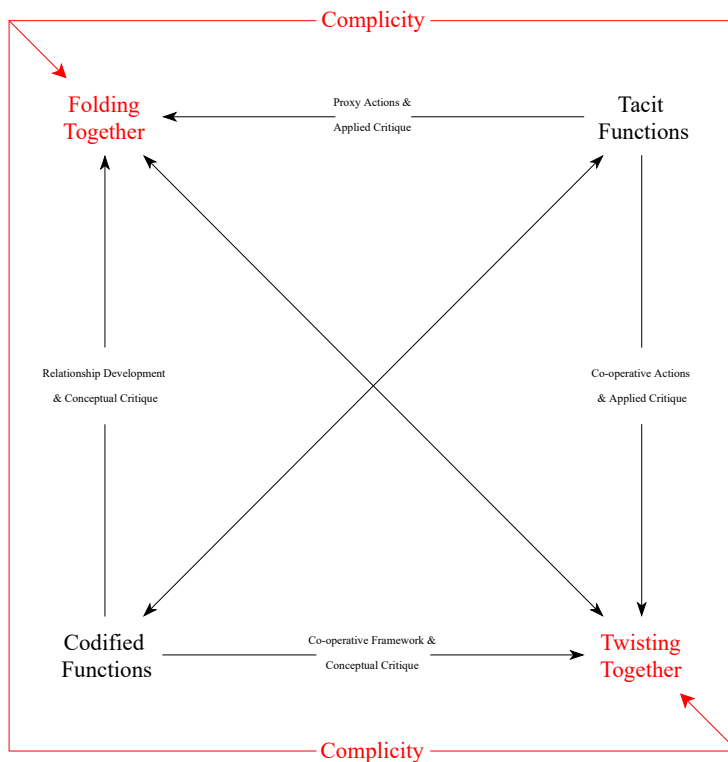 Complicity
Folding
Together
Proxy Actions &
Applied Critique
Tacit
Functions
Relationship Development
& Conceptual Critique
Co-operative Actions
& Applied Critique
Codified
Functions
Co-operative Framework &
Conceptual Critique
Twisting
Together
Complicity